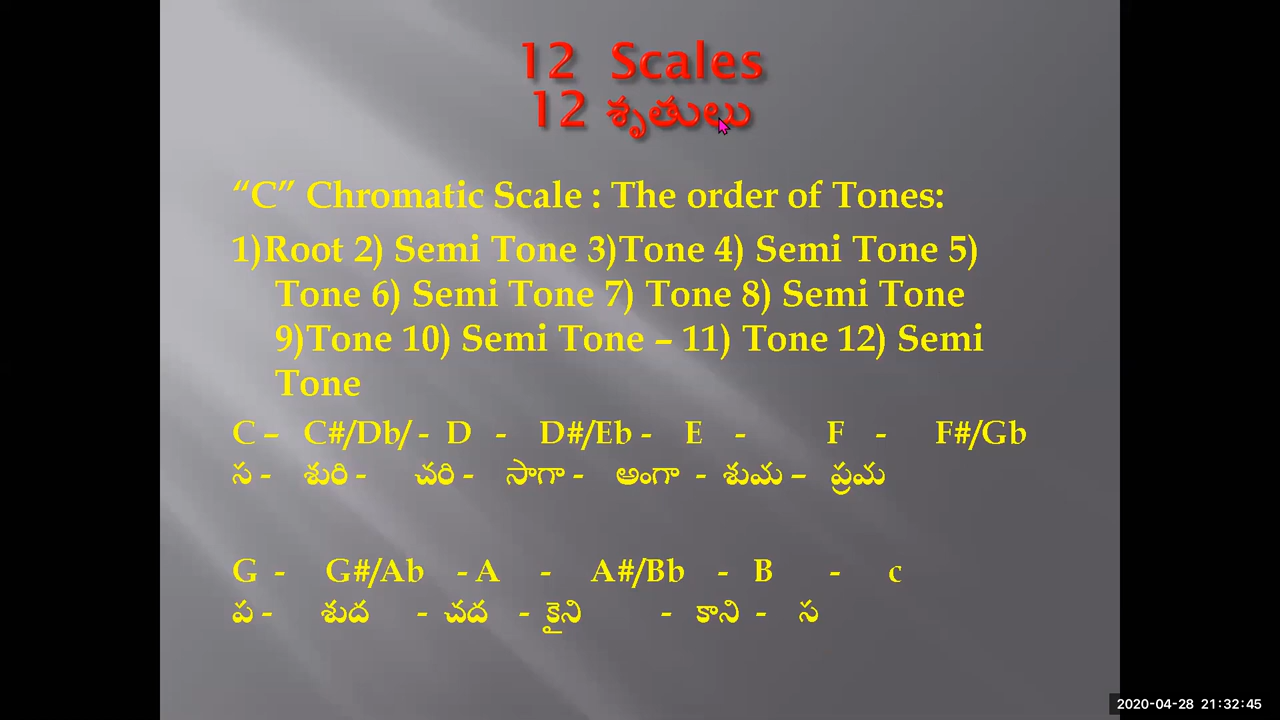 12 Scales
12 శృతులు
“C” Chromatic Scale : The order of Tones:
1)Root 2) Semi Tone 3)Tone 4) Semi Tone 5)
Tone 6) Semi Tone 7) Tone 8) Semi Tone
9)Tone 10) Semi Tone – 11) Tone 12) Semi
Tone
C – C#/Db/ - D - D#/Eb - E - F - F#/Gb
స - శురి - చరి - సాగా - అంగా - శుమ – ప్రమ
G - G#/Ab - A - A#/Bb - B - c
ప - శుద - చద - కైని - కాని - స
2020-04-28 21:32:45